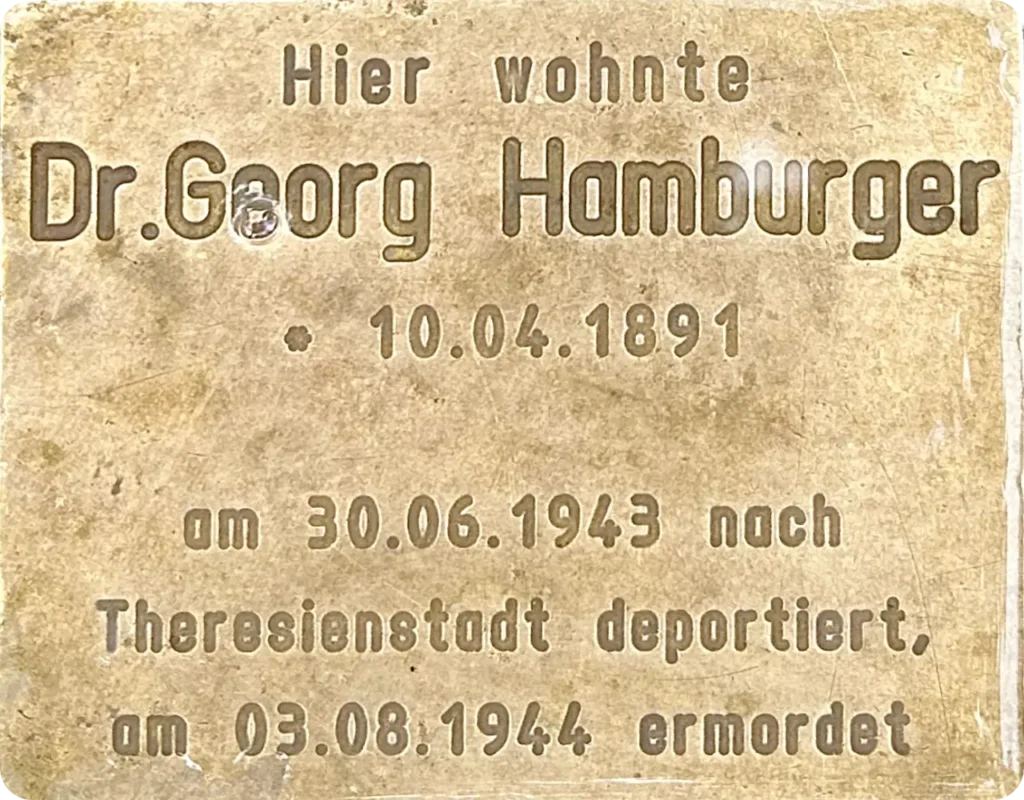 Hier wohnte
Dr.Georg Hamburger
* 10.04.1891
am 30.06.1943 nach
Theresienstadt deportiert,
am 03.08.1944 ermordet